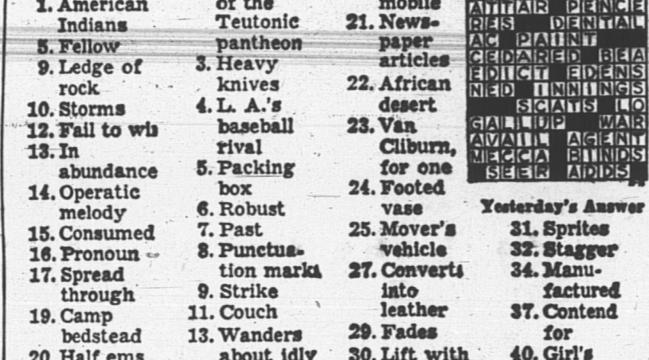 1. American
Indians
5. Fellow
9. Ledge of
rock
10. Storms
12. Fail to win
13. In
abundance
14. Operatic
melody
15. Consumed
16. Pronoun
17. Spread
through
19. Camp
bedstead
20. Half ems
of the
Teutonic
pantheon
3. Heavy
knives
4. L. A.'s
baseball
rival
5. Packing
box
6. Robust
7. Past
8. Punctua-
tion marks
9. Strike
11. Couch
13. Wanders
about idly
mobile
21. News-
paper
articles
22. African
desert
23. Van
Cliburn,
for one
24. Footed
vase
25. Mover's
vehicle
27. Converts
into
leather
29. Fades
30. Lift with
ATTAR PENCE
RES DENTAL
AC PAINT
CEDARED BEA
EDICT EDENS
NED INNINGS
SCATS LO
GALLUP WAR
AVAIL AGENT
MECCA BINDS
SEER ADDS
Yesterday's Answer
31. Sprites
32. Stagger
34. Manu-
factured
37. Contend
for
40. Girl's